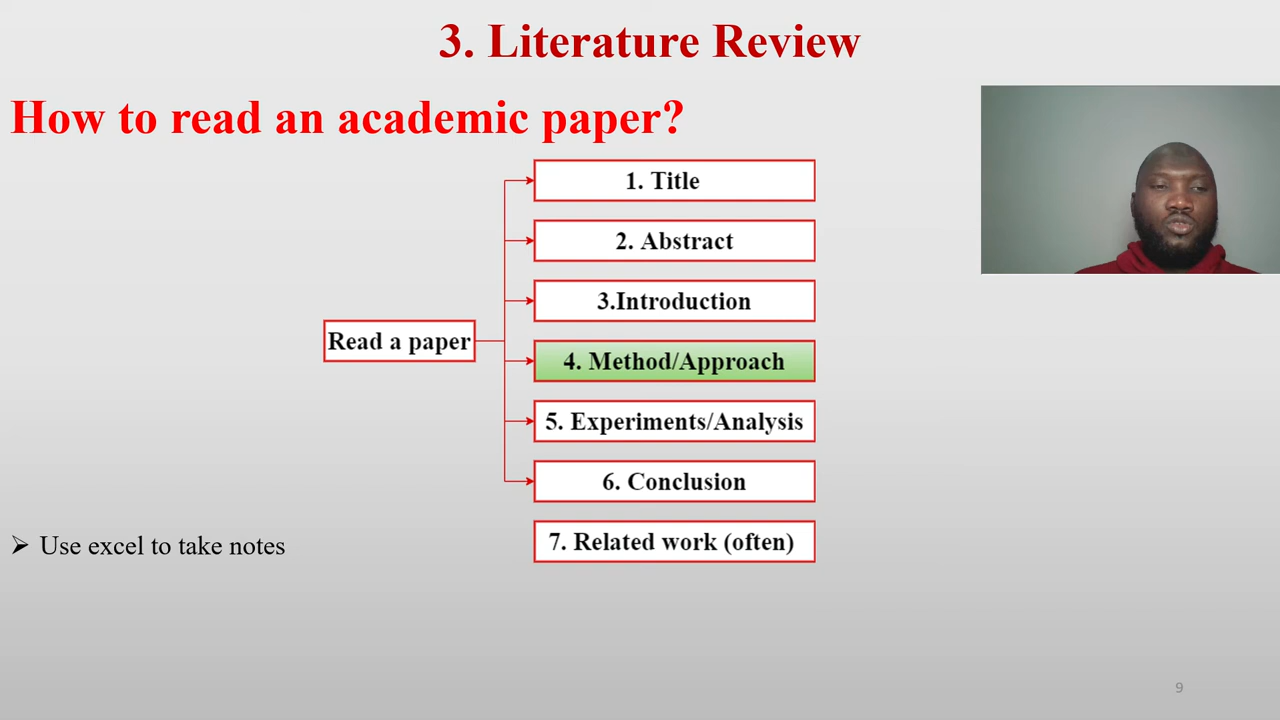 3. Literature Review
How to read an academic paper?
1. Title
2. Abstract
3.Introduction
Read a paper
4. Method/Approach
5. Experiments/Analysis
6. Conclusion
7. Related work (often)
➢ Use excel to take notes
9